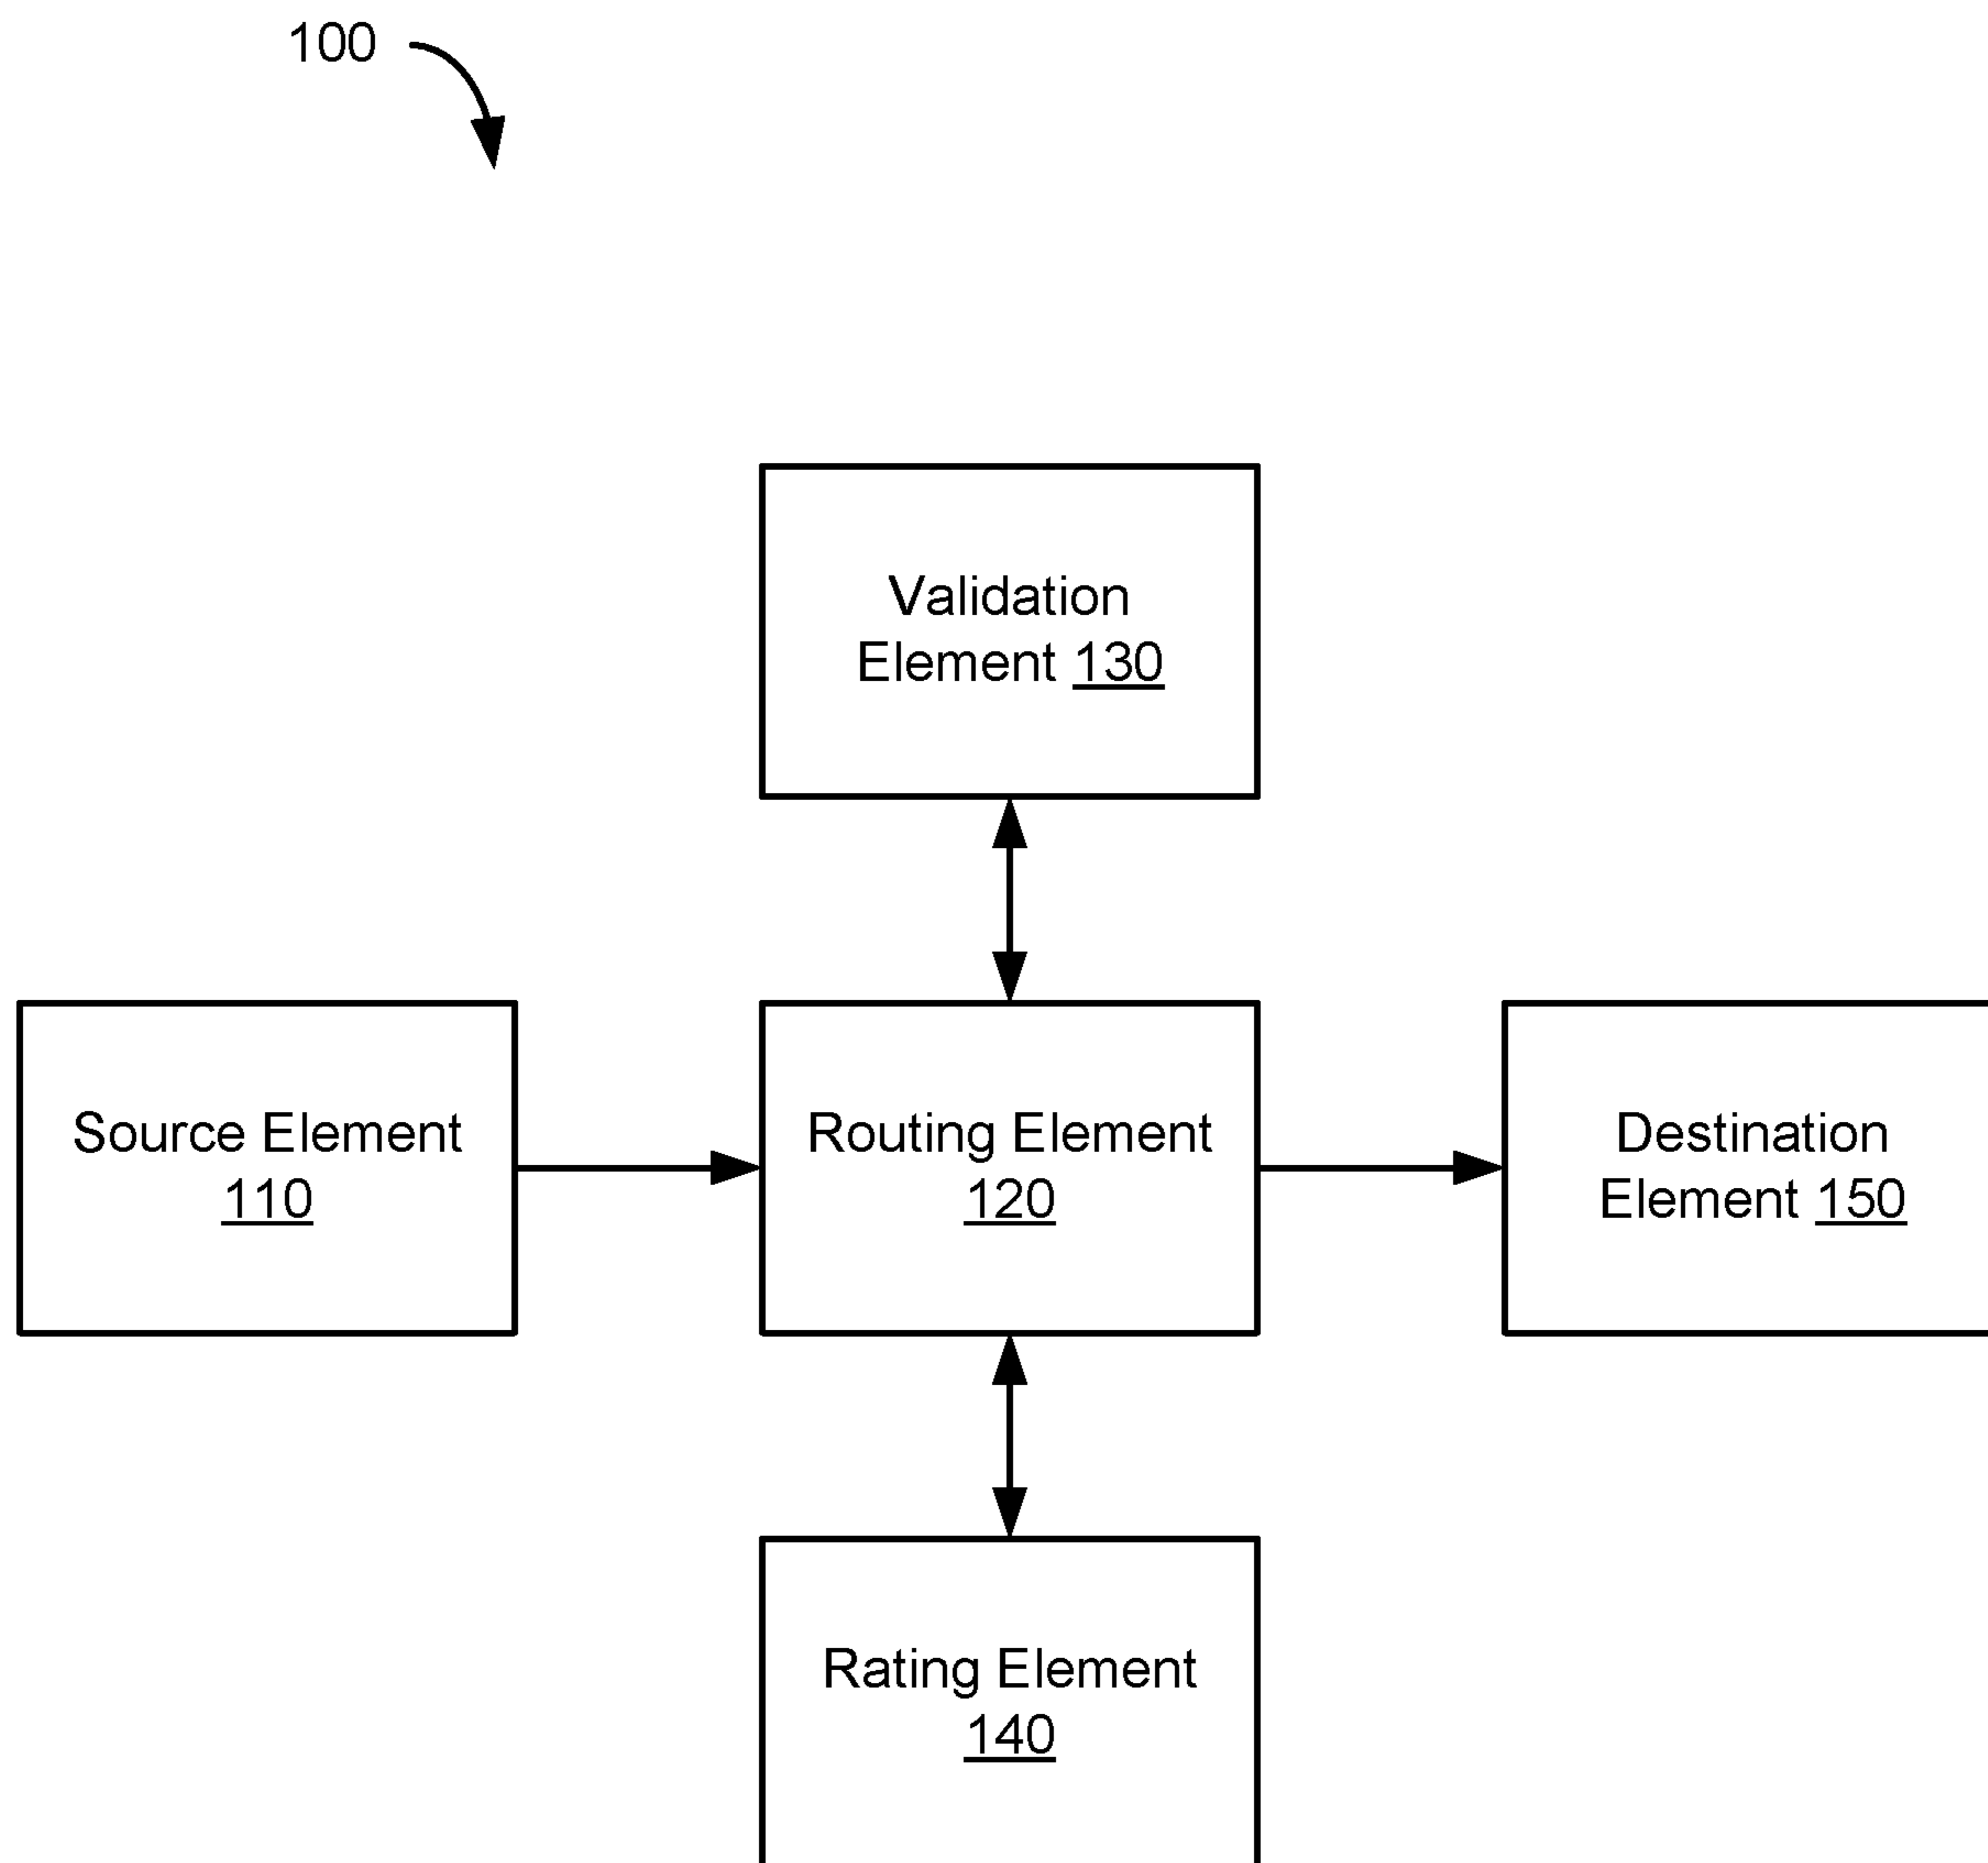 100
Validation
Element 130
Source Element
110
Routing Element
120
Destination
Element 150
Rating Element
140